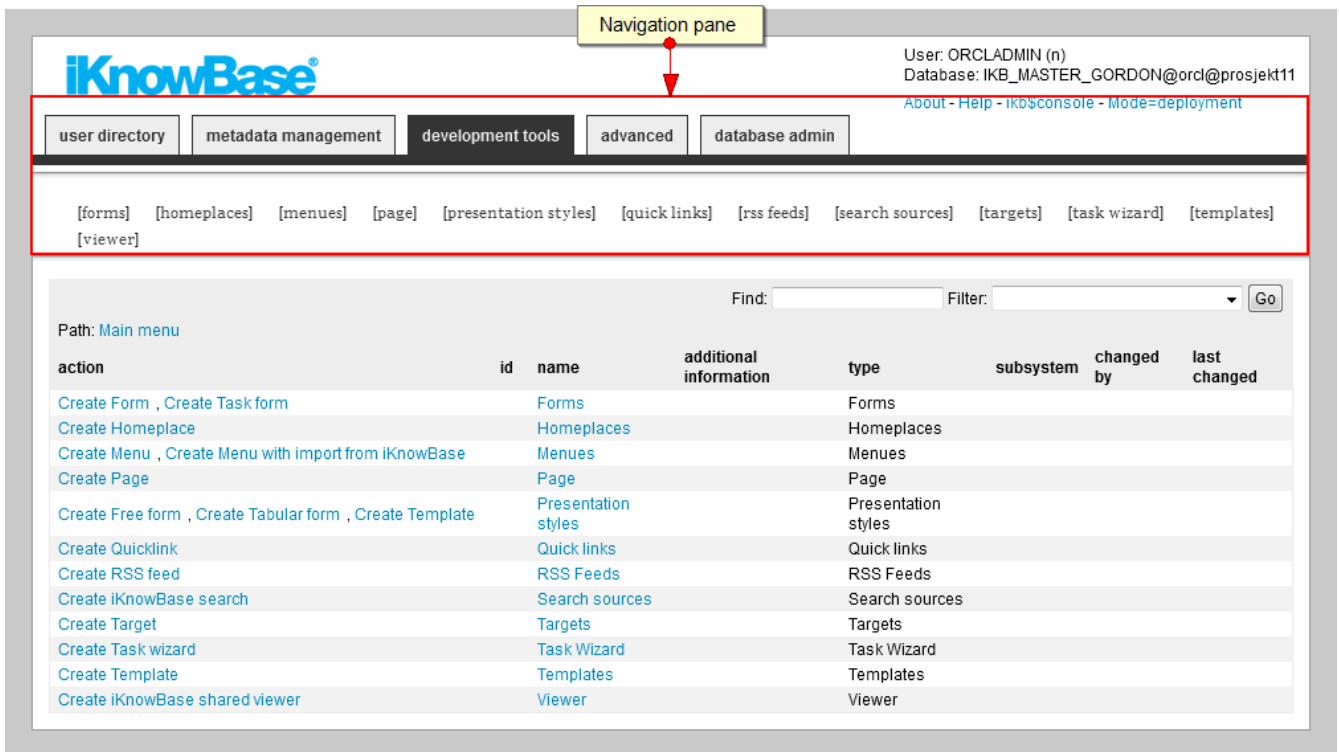 Navigation pane
iKnowBase®
User: ORCLADMIN (n)
Database: IKB_MASTER_GORDON@orcl@prosjekt11
About - Help - ikb$console - Mode=deployment
user directory metadata management development tools advanced database admin
[forms] [homeplaces] [menues] [page] [presentation styles] [quick links] [rss feeds] [search sources] [targets] [task wizard] [templates]
[viewer]
Find: Filter: Go
Path: Main menu
action id name additional information type subsystem changed by last changed
Create Form , Create Task form Forms Forms
Create Homeplace Homeplaces Homeplaces
Create Menu , Create Menu with import from iKnowBase Menues Menues
Create Page Page Page
Create Free form , Create Tabular form , Create Template Presentation styles Presentation styles
Create Quicklink Quick links Quick links
Create RSS feed RSS Feeds RSS Feeds
Create iKnowBase search Search sources Search sources
Create Target Targets Targets
Create Task wizard Task Wizard Task Wizard
Create Template Templates Templates
Create iKnowBase shared viewer Viewer Viewer